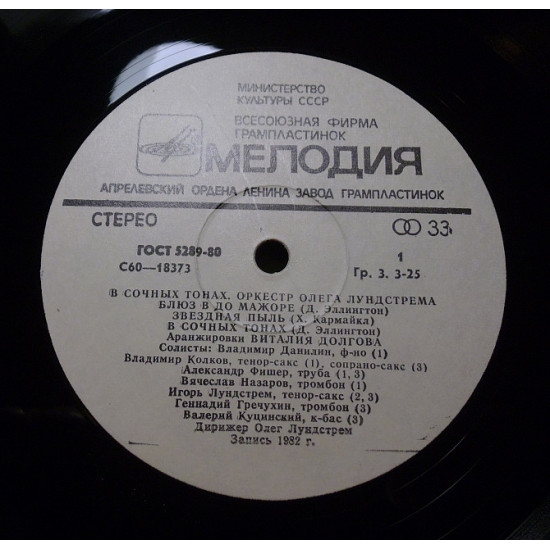 МИНИСТЕРСТВО
КУЛЬТУРЫ СССР
ВСЕСОЮЗНАЯ ФИРМА
ГРАМПЛАСТИНОК
МЕЛОДИЯ
АПРЕЛЕВСКИЙ ОРДЕНА ЛЕНИНА ЗАВОД ГРАМПЛАСТИНОК
СТЕРЕО 33
ГОСТ 5289-80 1
С60—18373 Гр. 3. 3-25
В СОЧНЫХ ТОНАХ. ОРКЕСТР ОЛЕГА ЛУНДСТРЕМА
БЛЮЗ В ДО МАЖОРЕ (Д. Эллингтон)
ЗВЕЗДНАЯ ПЫЛЬ (Х. Кармайкл)
В СОЧНЫХ ТОНАХ (Д. Эллингтон)
Аранжировки ВИТАЛИЯ ДОЛГОВА
Солисты: Владимир Данилин, ф-но (1)
Владимир Колков, тенор-сакс (1), сопрано-сакс (3)
Александр Фишер, труба (1, 3)
Вячеслав Назаров, тромбон (1)
Игорь Лундстрем, тенор-сакс (2, 3)
Геннадий Гречухин, тромбон (3)
Валерий Куцинский, к-бас (3)
Дирижер Олег Лундстрем
Запись 1982 г.